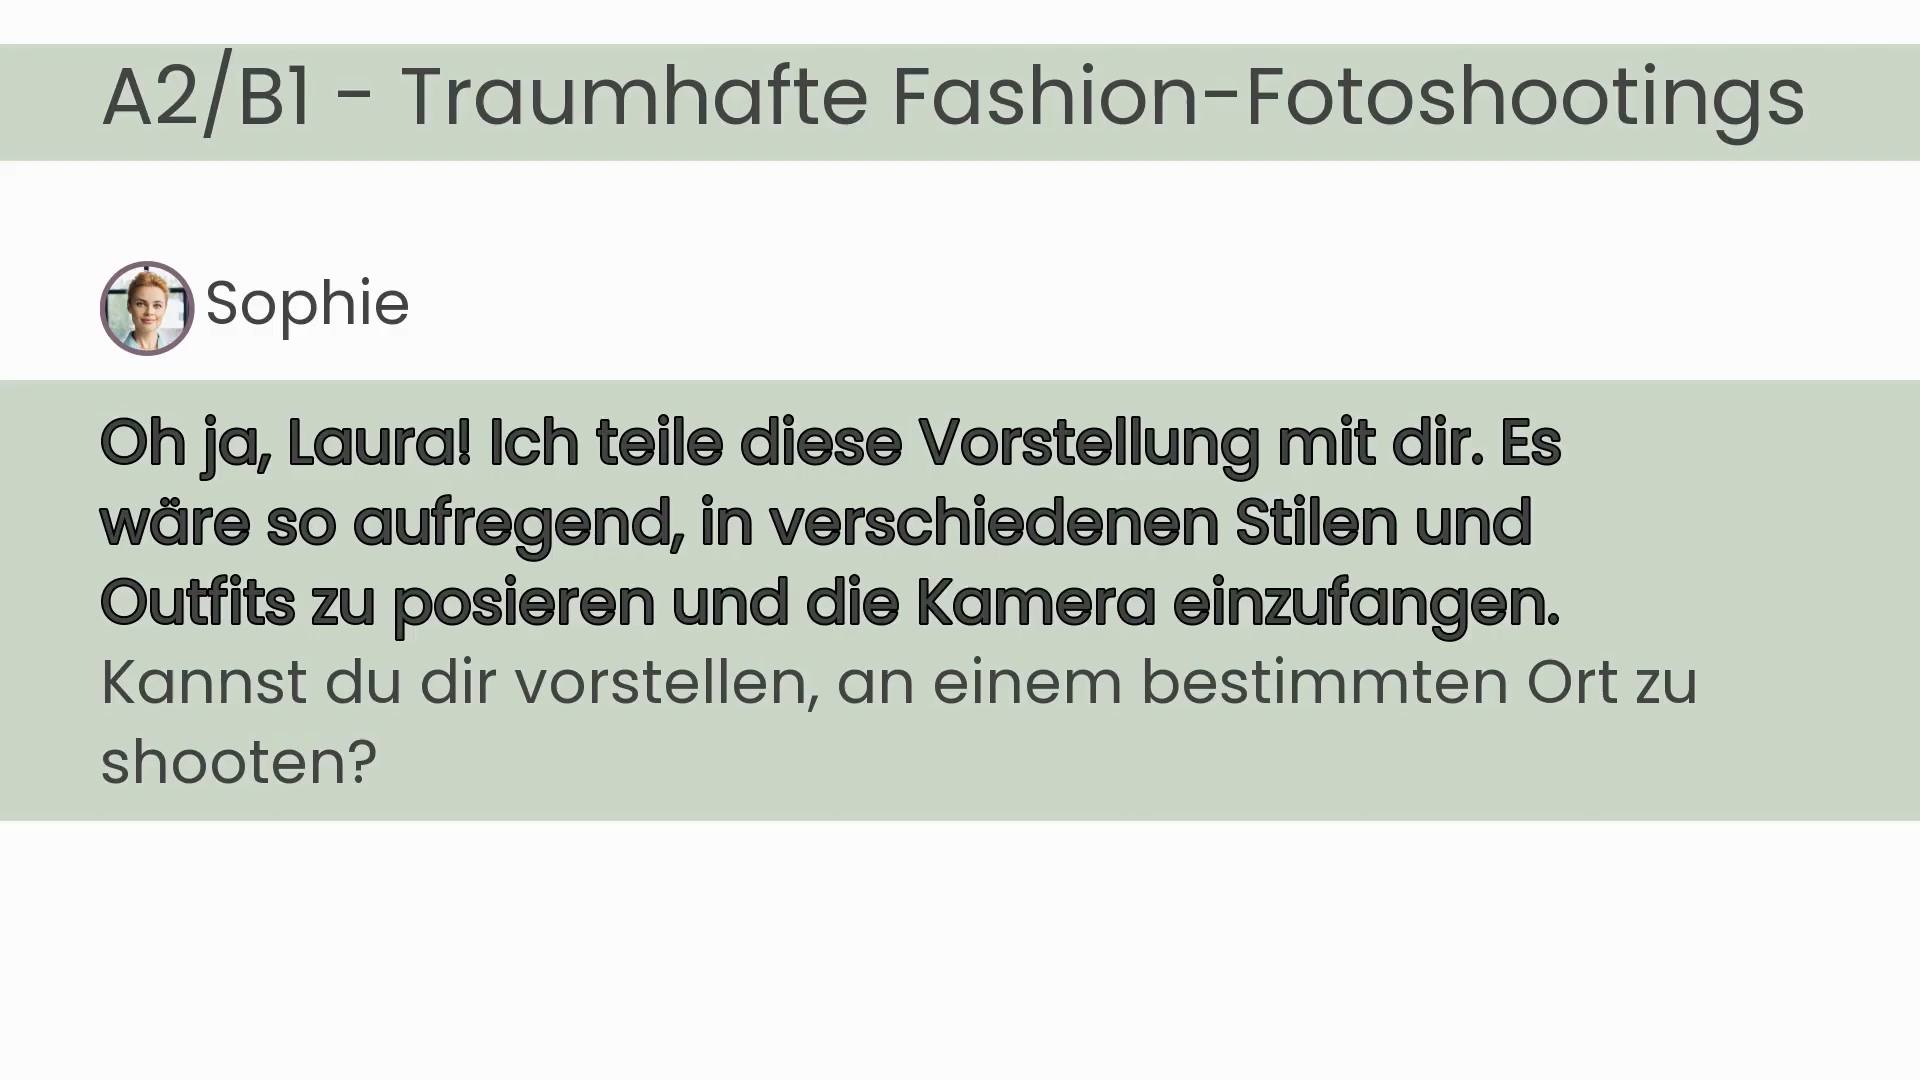 A2/B1 - Traumhafte Fashion-Fotoshootings
Sophie
Oh ja, Laura! Ich teile diese Vorstellung mit dir. Es
wäre so aufregend, in verschiedenen Stilen und
Outfits zu posieren und die Kamera einzufangen.
Kannst du dir vorstellen, an einem bestimmten Ort zu
shooten?